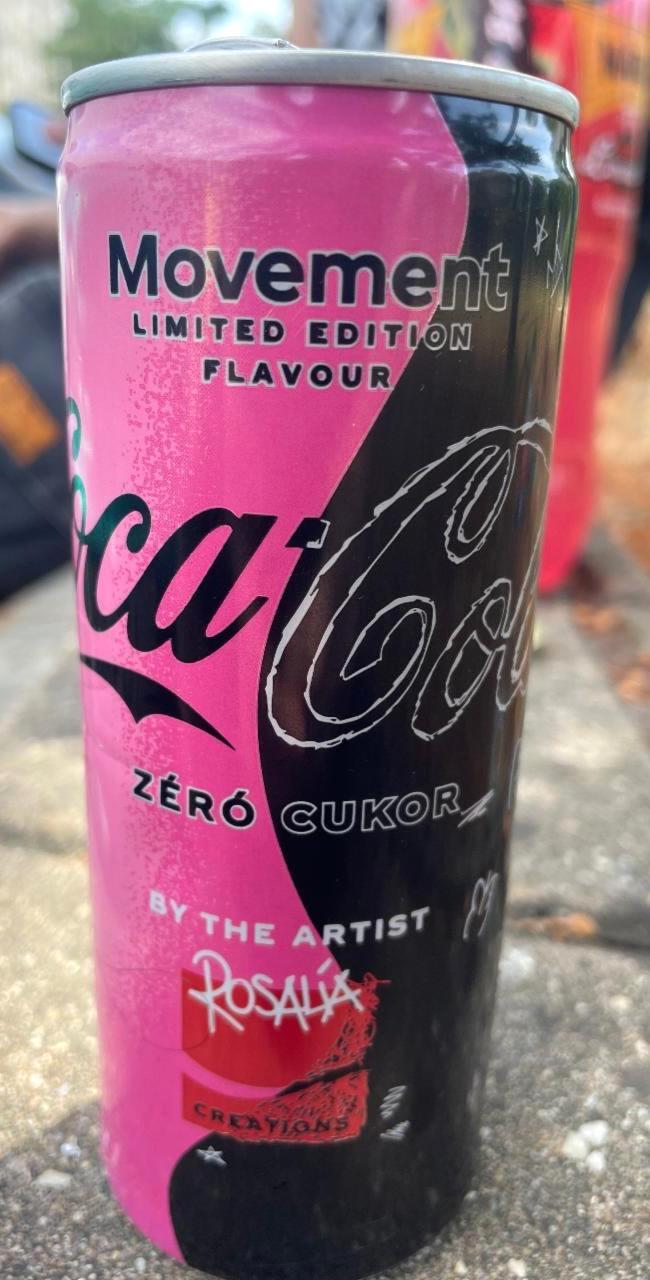 Movement
LIMITED EDITION
FLAVOUR
Coca-Cola
ZÉRÓ CUKOR
BY THE ARTIST
ROSALÍA
CREATIONS